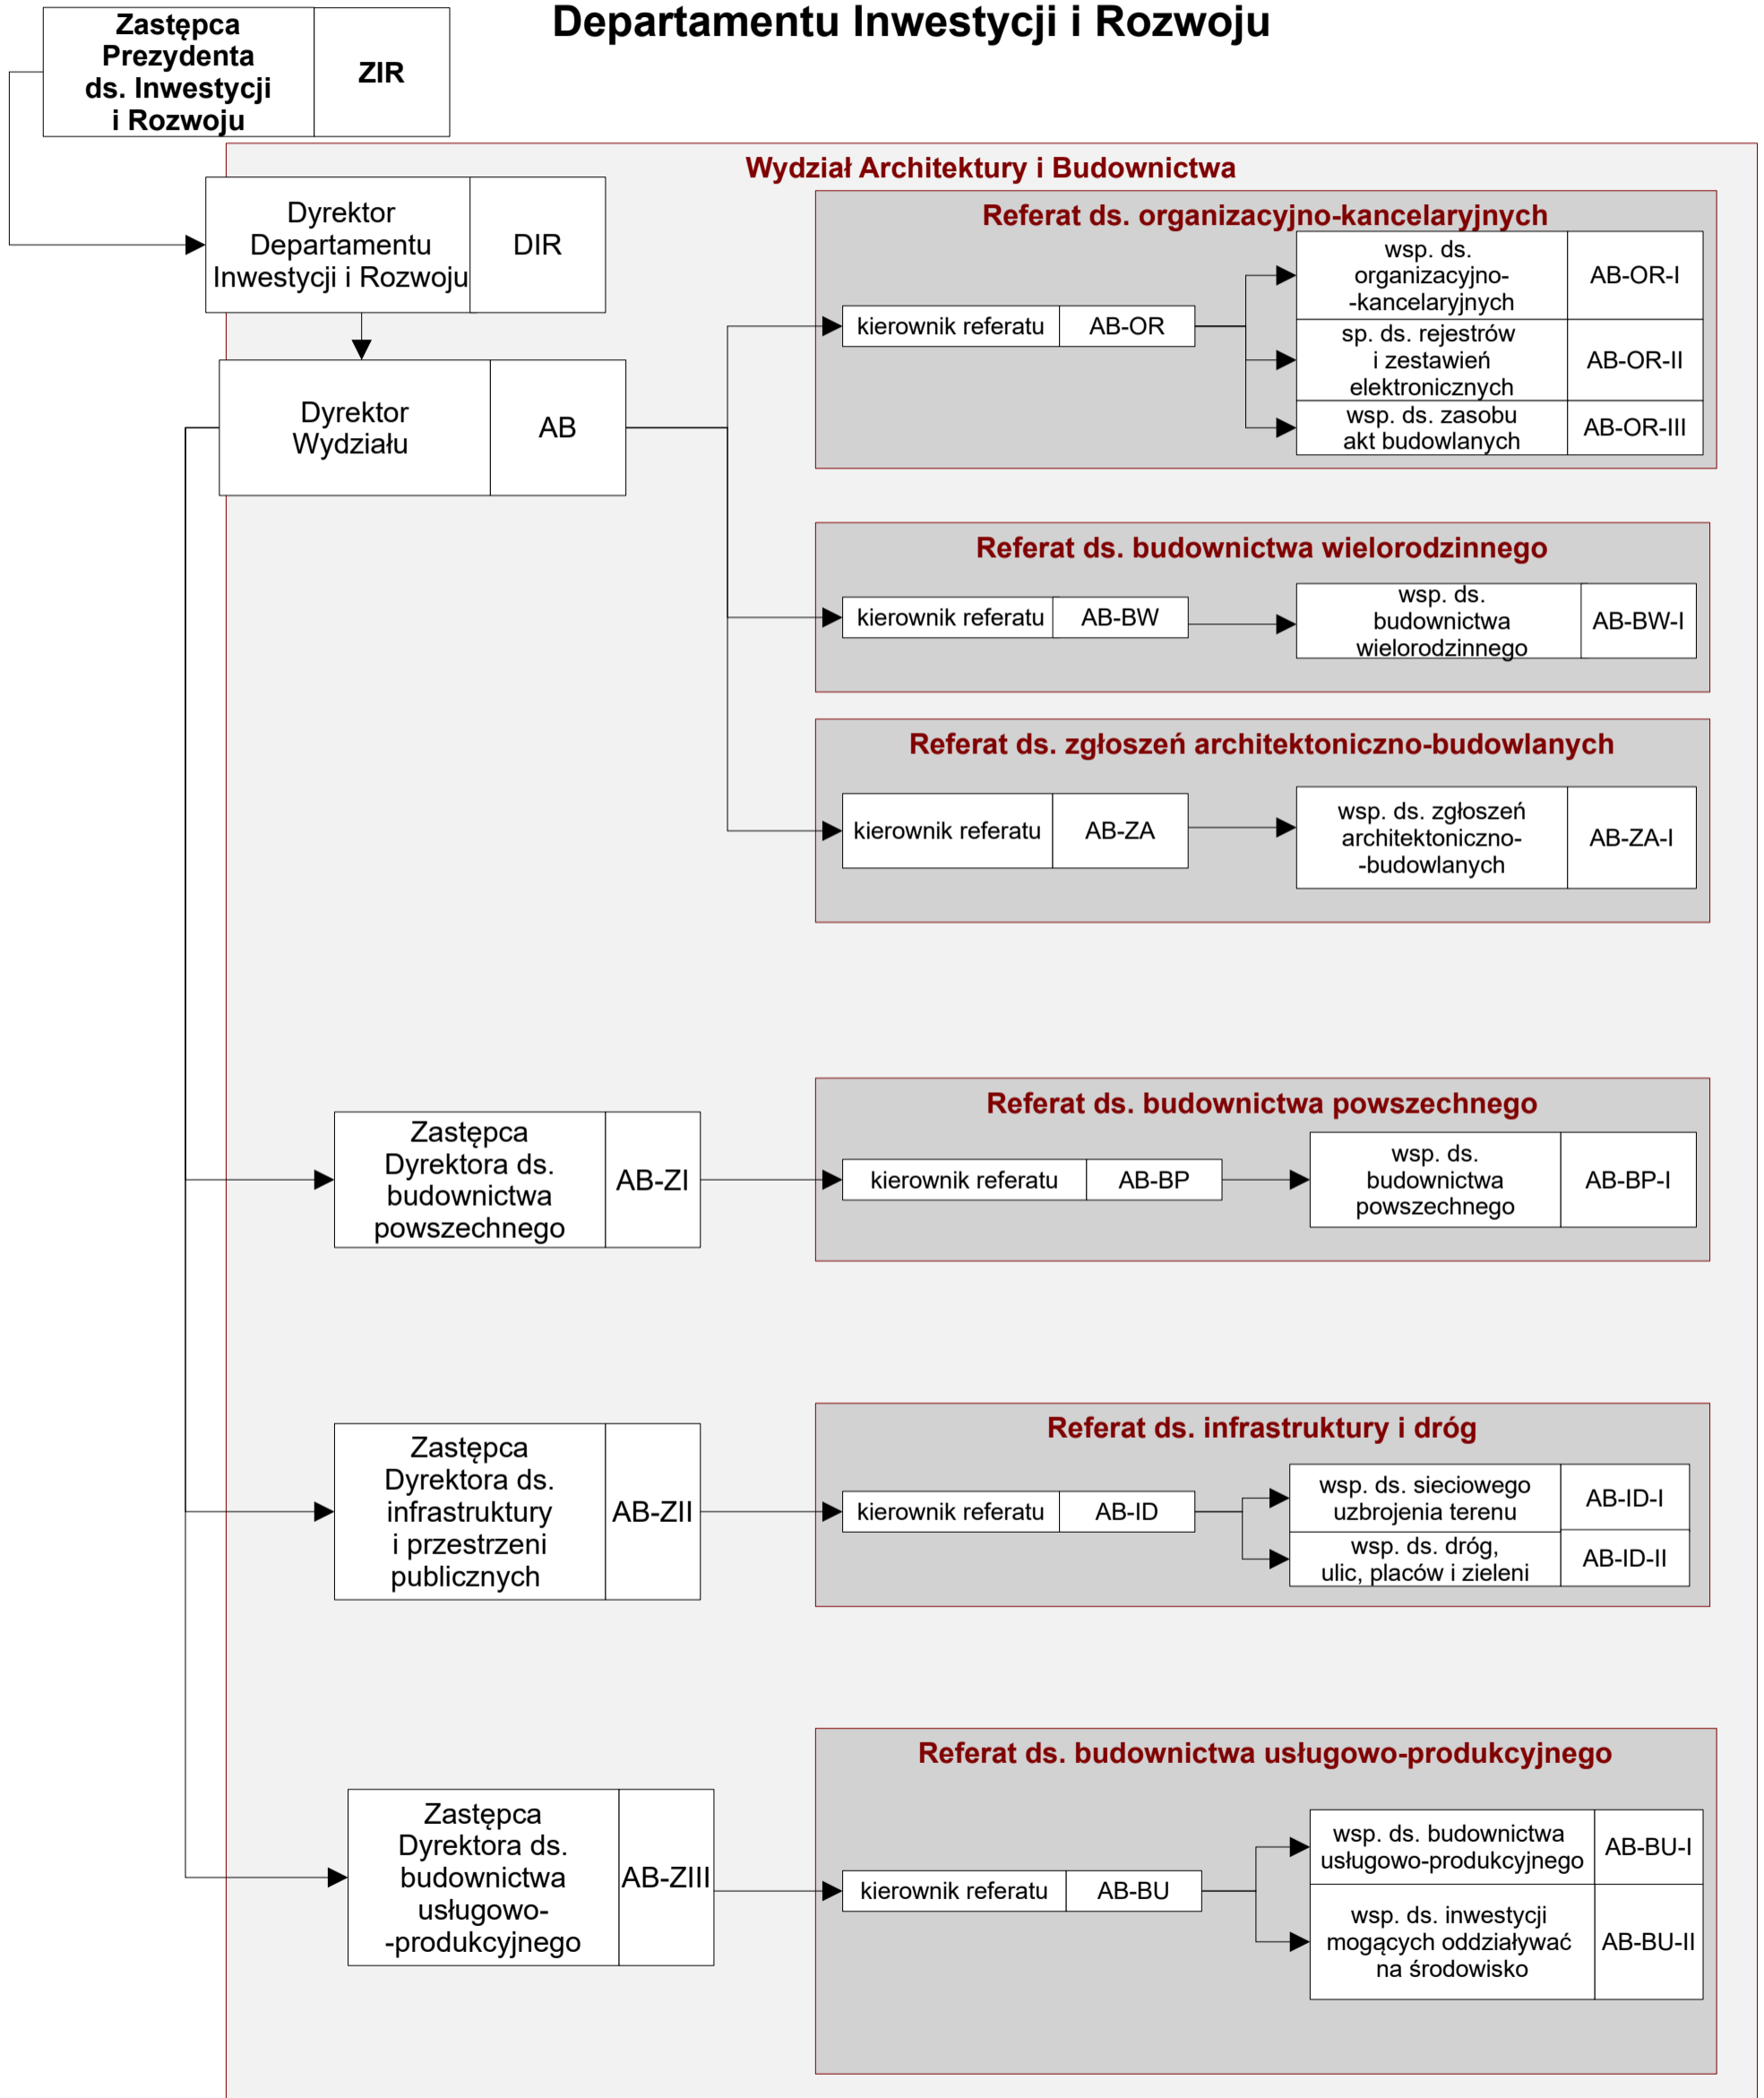 Departamentu Inwestycji i Rozwoju
Zastępca
Prezydenta
ds. Inwestycji
i Rozwoju
ZIR
Wydział Architektury i Budownictwa
Dyrektor
Departamentu
Inwestycji i Rozwoju
DIR
Dyrektor
Wydziału
AB
Referat ds. organizacyjno-kancelaryjnych
kierownik referatu
AB-OR
wsp. ds.
organizacyjno-
-kancelaryjnych
AB-OR-I
sp. ds. rejestrów
i zestawień
elektronicznych
AB-OR-II
wsp. ds. zasobu
akt budowlanych
AB-OR-III
Referat ds. budownictwa wielorodzinnego
kierownik referatu
AB-BW
wsp. ds.
budownictwa
wielorodzinnego
AB-BW-I
Referat ds. zgłoszeń architektoniczno-budowlanych
kierownik referatu
AB-ZA
wsp. ds. zgłoszeń
architektoniczno-
-budowlanych
AB-ZA-I
Zastępca
Dyrektora ds.
budownictwa
powszechnego
AB-ZI
Referat ds. budownictwa powszechnego
kierownik referatu
AB-BP
wsp. ds.
budownictwa
powszechnego
AB-BP-I
Zastępca
Dyrektora ds.
infrastruktury
i przestrzeni
publicznych
AB-ZII
Referat ds. infrastruktury i dróg
kierownik referatu
AB-ID
wsp. ds. sieciowego
uzbrojenia terenu
AB-ID-I
wsp. ds. dróg,
ulic, placów i zieleni
AB-ID-II
Zastępca
Dyrektora ds.
budownictwa
usługowo-
-produkcyjnego
AB-ZIII
Referat ds. budownictwa usługowo-produkcyjnego
kierownik referatu
AB-BU
wsp. ds. budownictwa
usługowo-produkcyjnego
AB-BU-I
wsp. ds. inwestycji
mogących oddziaływać
na środowisko
AB-BU-II